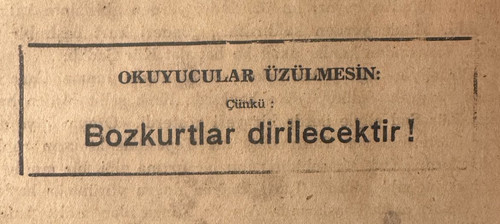 OKUYUCULAR ÜZÜLMESİN:
Çünkü :
Bozkurtlar dirilecektir !